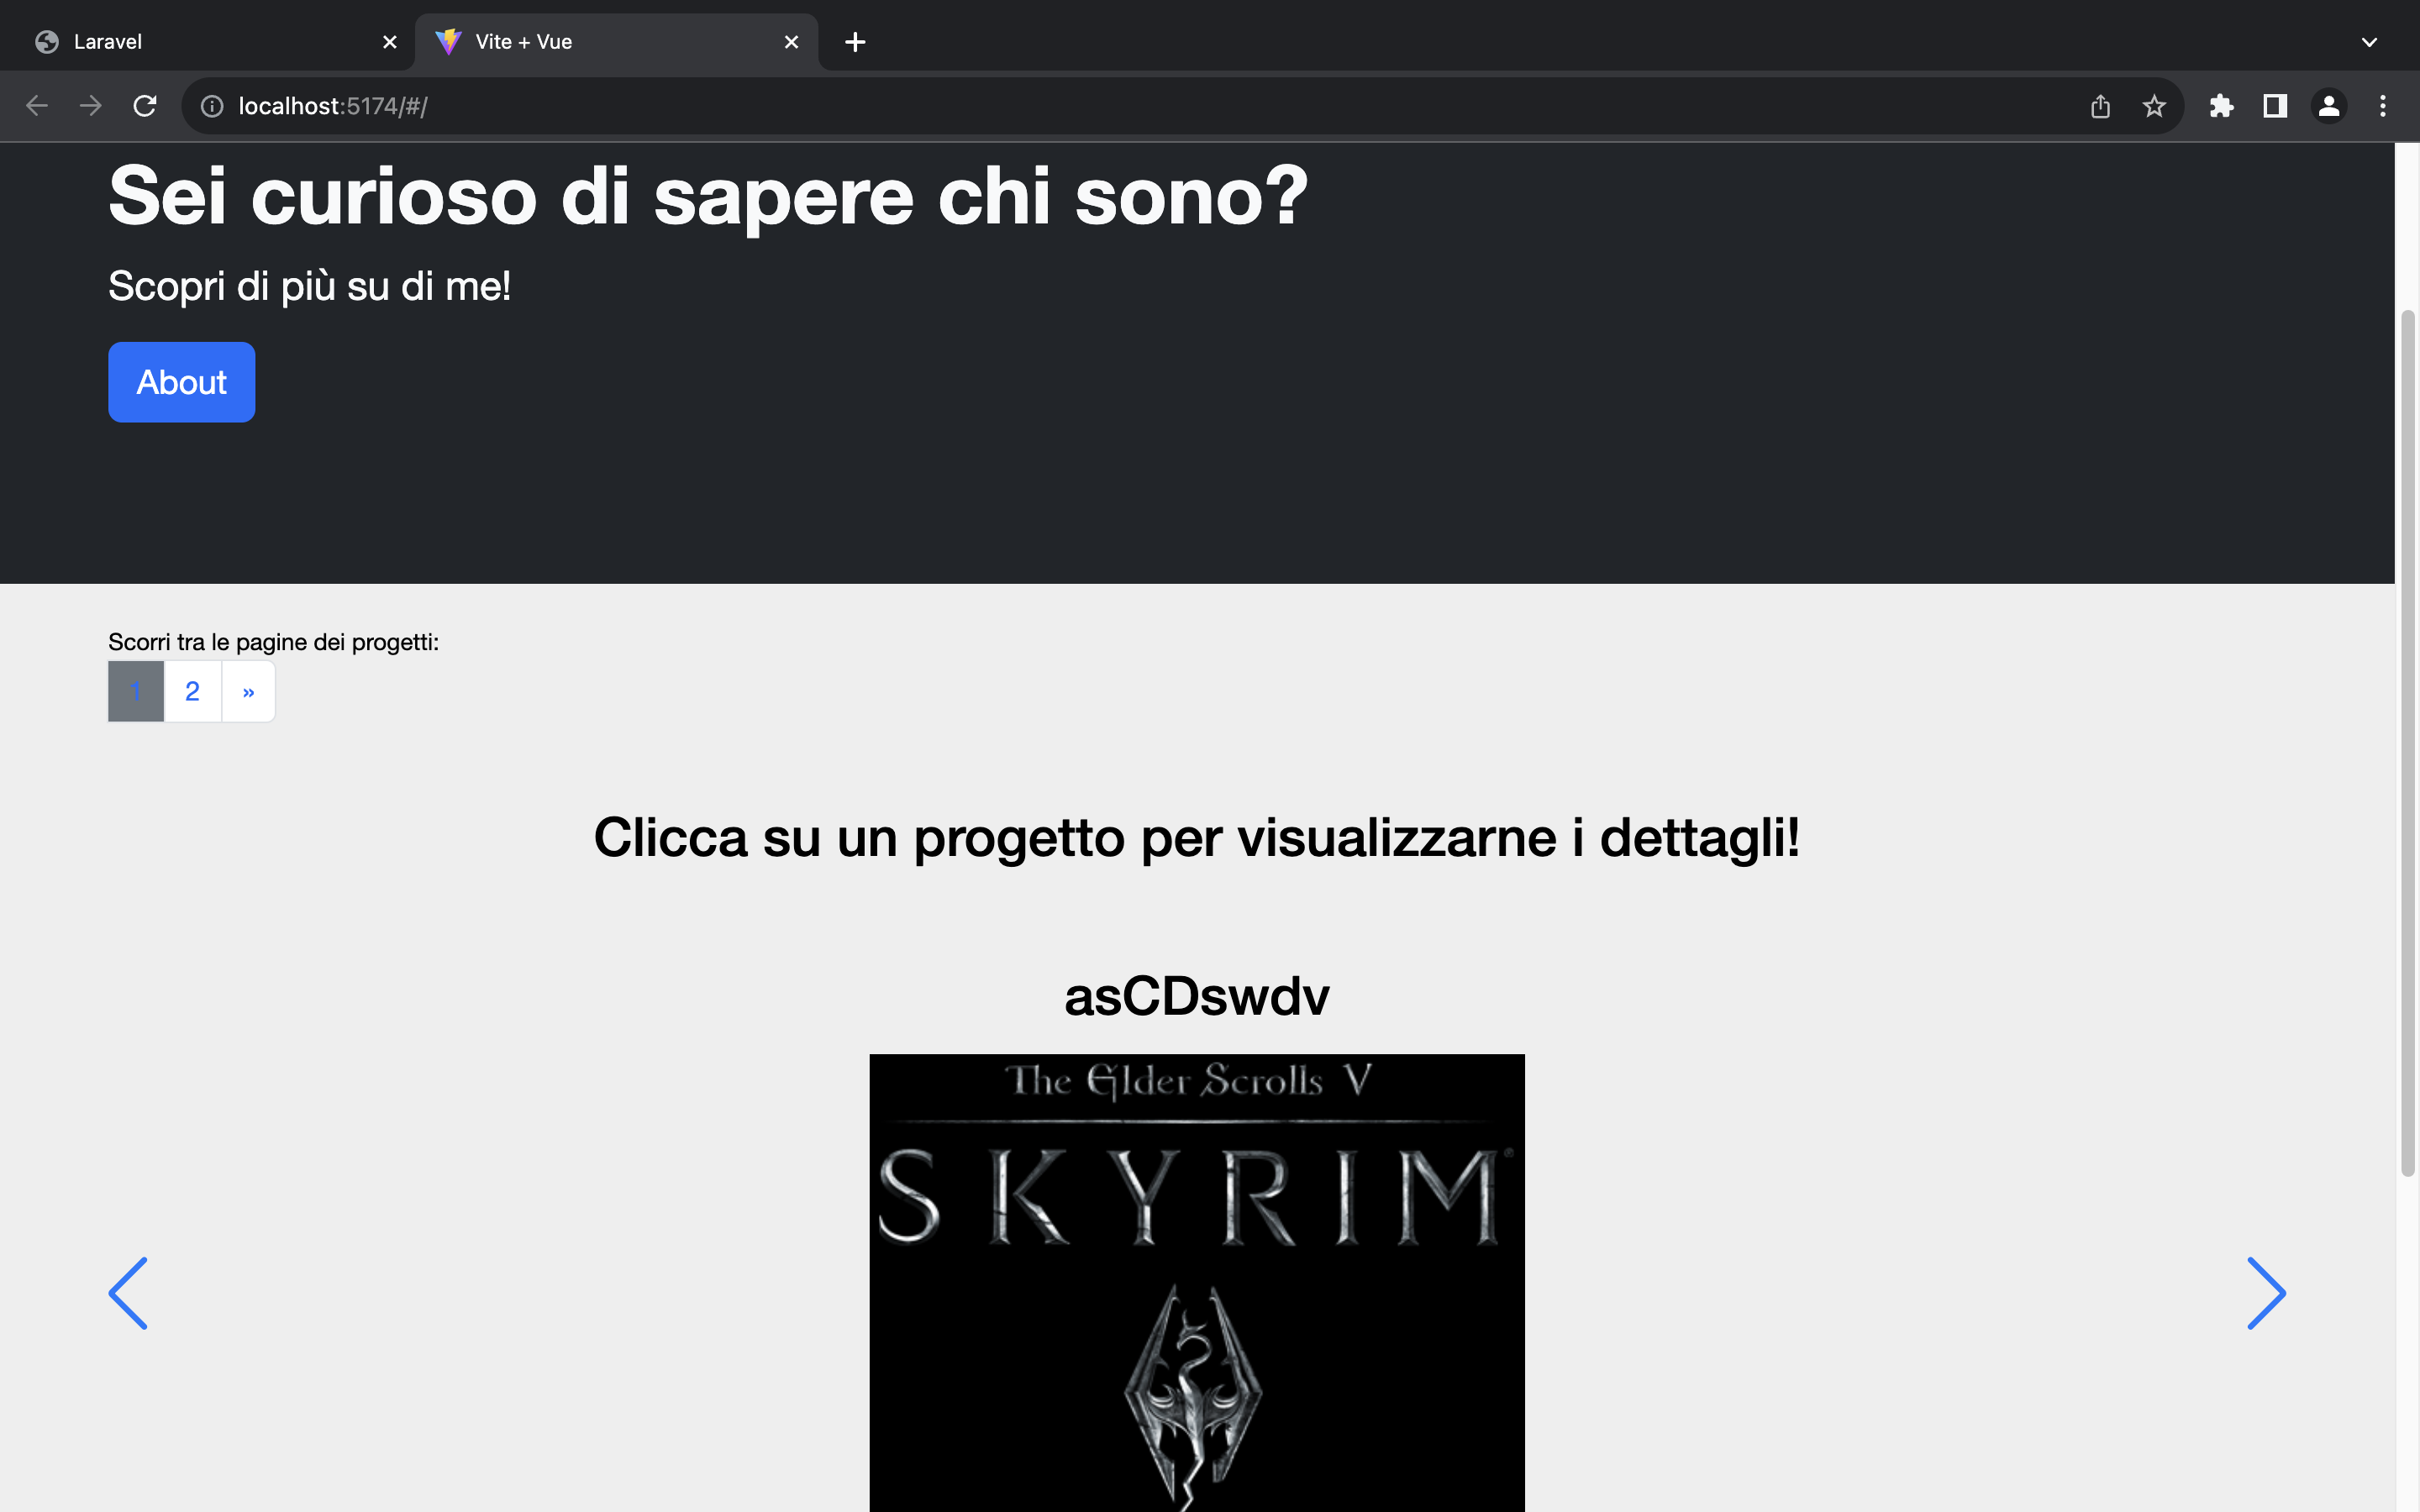 Laravel
Vite + Vue
localhost:5174/#/
Sei curioso di sapere chi sono?
Scopri di più su di me!
About
Scorri tra le pagine dei progetti:
1 2 »
Clicca su un progetto per visualizzarne i dettagli!
asCDswdv
The Elder Scrolls V
SKYRIM®